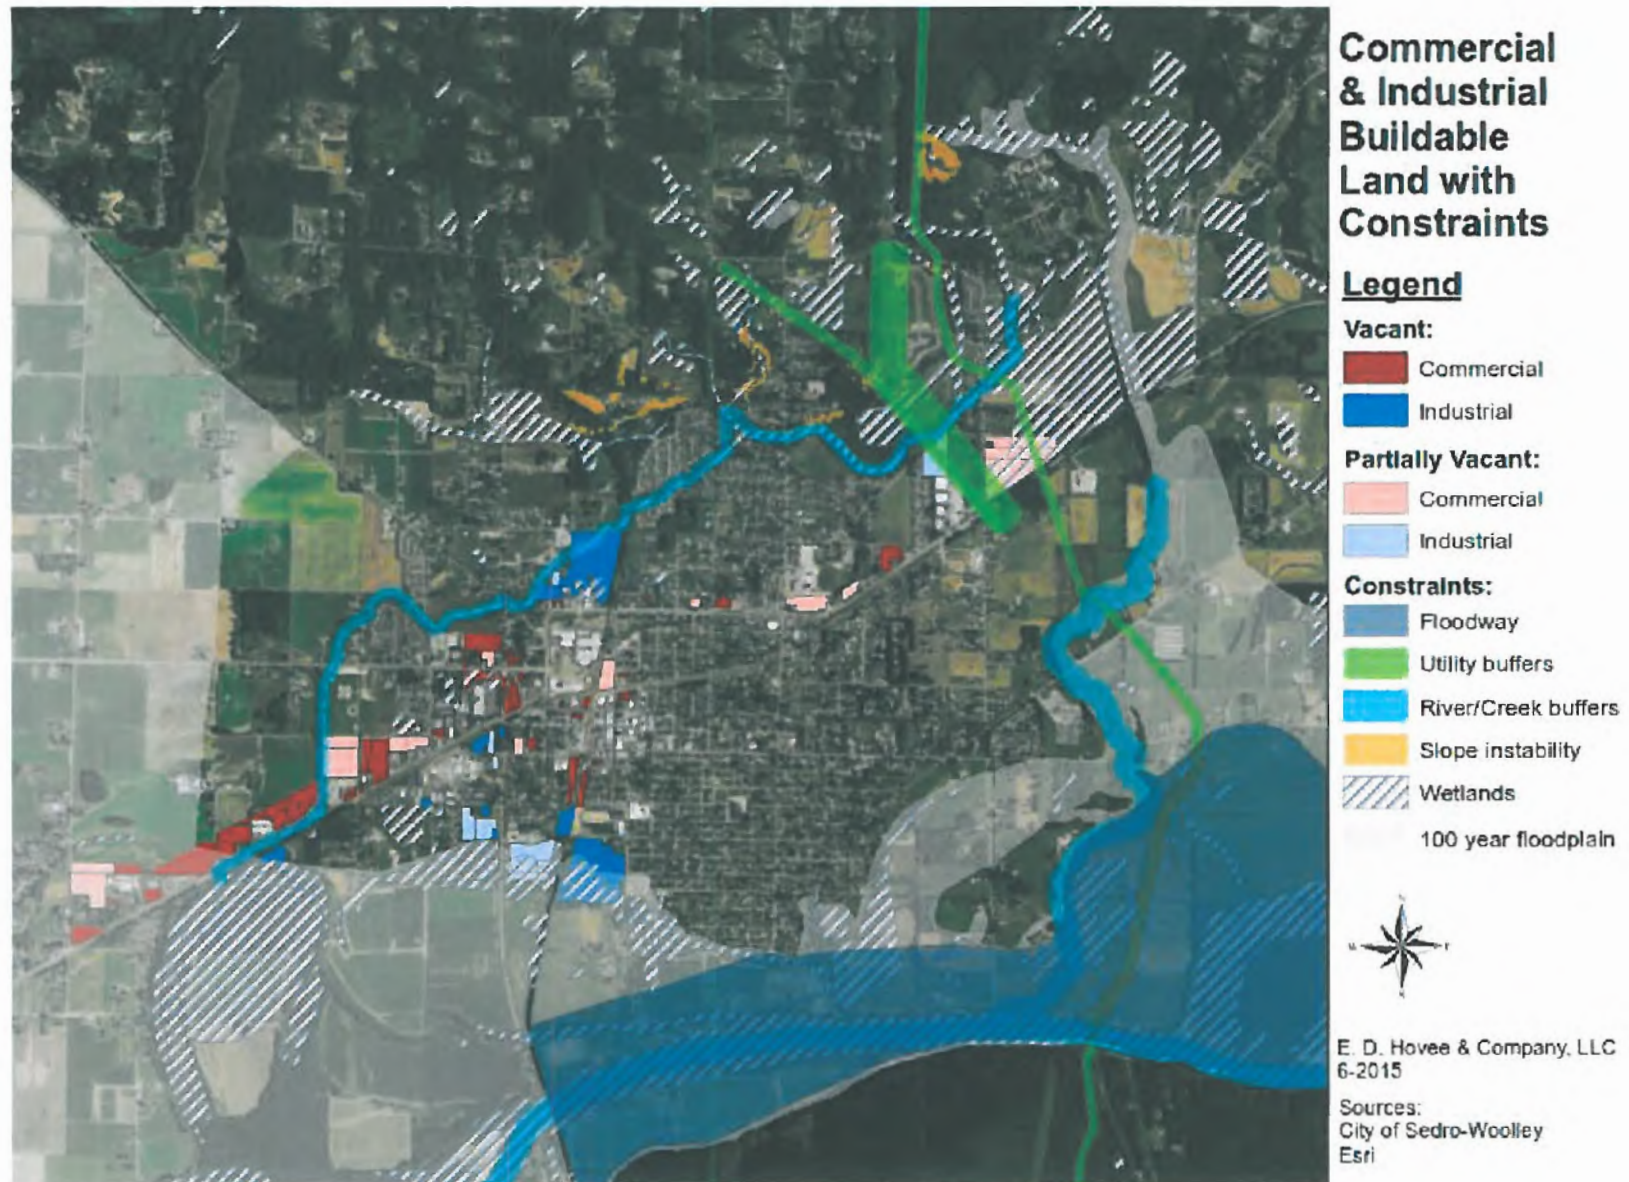 Commercial
& Industrial
Buildable
Land with
Constraints
Legend
Vacant:
Commercial
Industrial
Partially Vacant:
Commercial
Industrial
Constraints:
Floodway
Utility buffers
River/Creek buffers
Slope instability
Wetlands
100 year floodplain
E. D. Hovee & Company, LLC
6-2015
Sources:
City of Sedro-Woolley
Esri